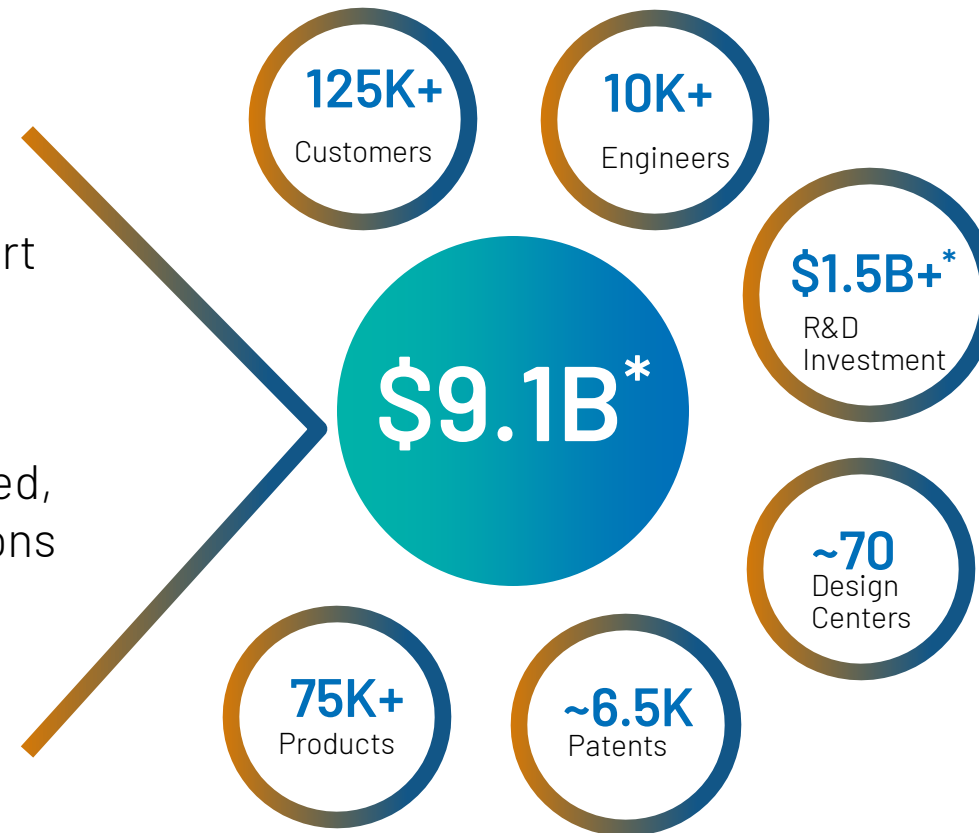 125K+
Customers
10K+
Engineers
rt
$1.5B+*
R&D
Investment
$9.1B*
ed,
ons
~70
Design
Centers
75K+
Products
~6.5K
Patents